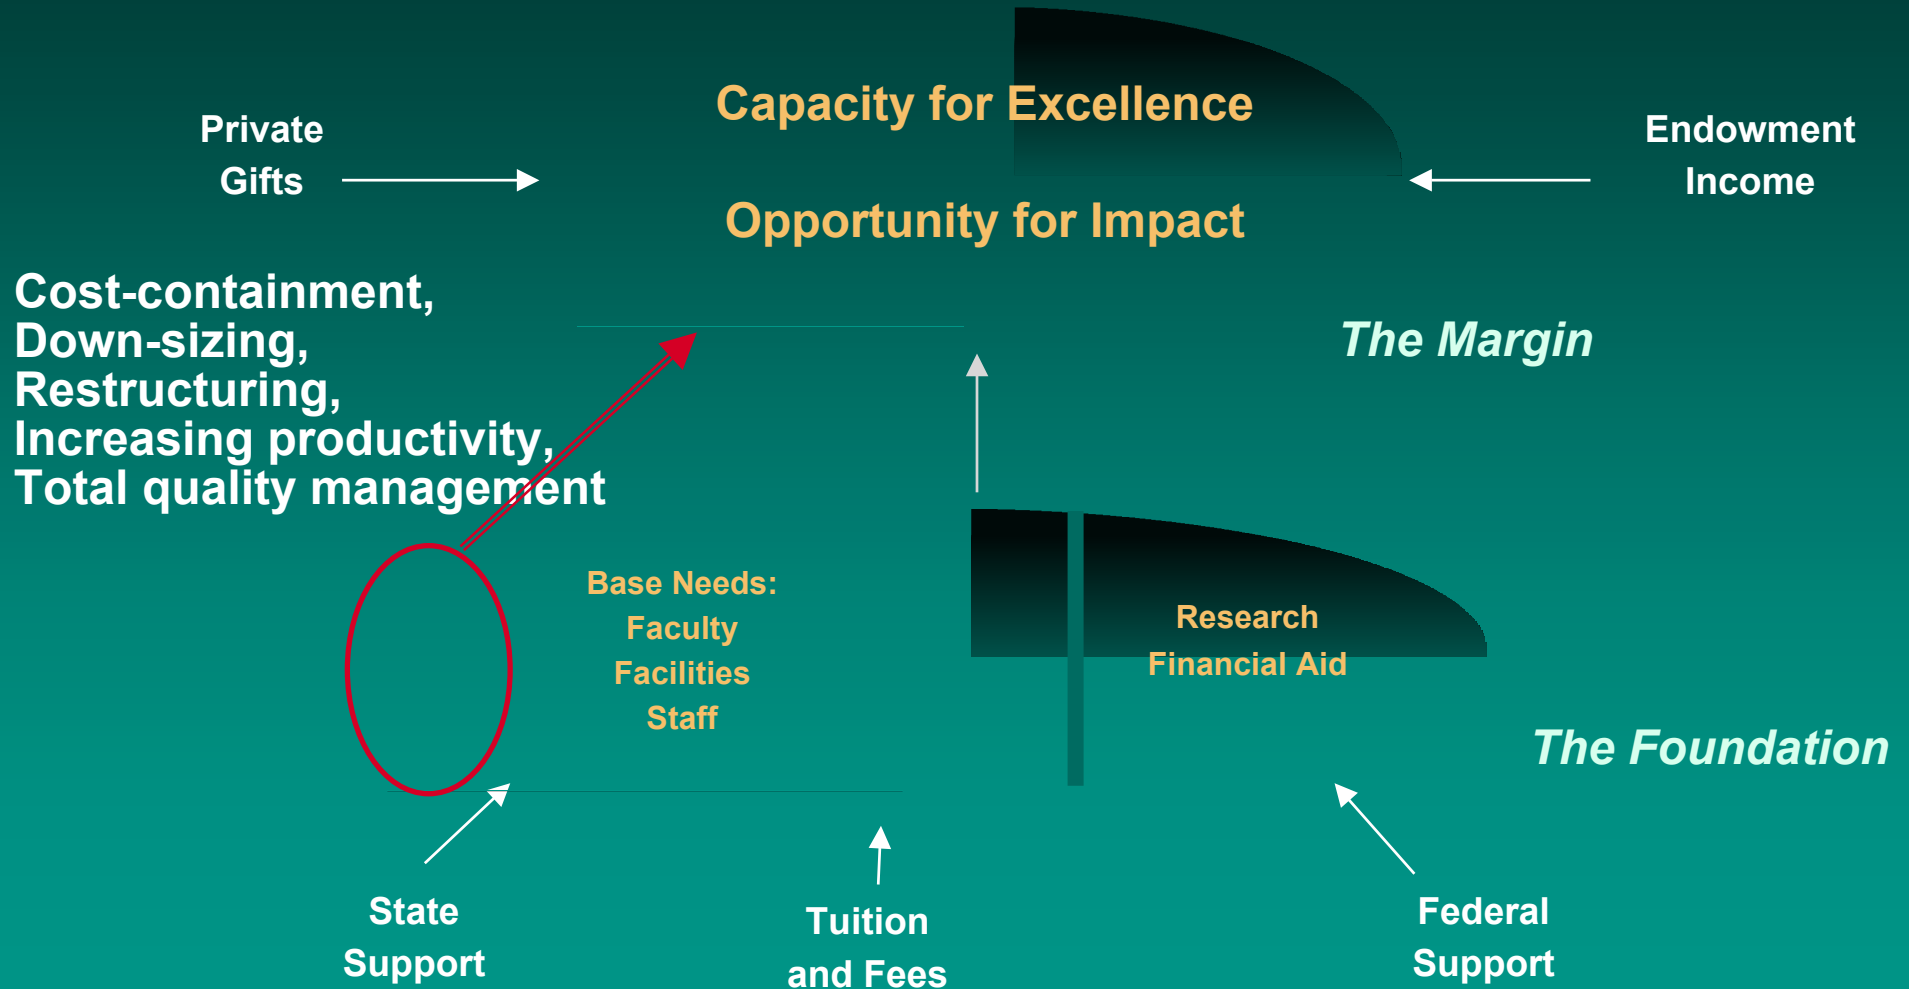 Capacity for Excellence
Private
Gifts
Endowment
Income
Opportunity for Impact
Cost-containment,
Down-sizing,
Restructuring,
Increasing productivity,
Total quality management
The Margin
Base Needs:
Faculty
Facilities
Staff
Research
Financial Aid
The Foundation
State
Support
Tuition
and Fees
Federal
Support